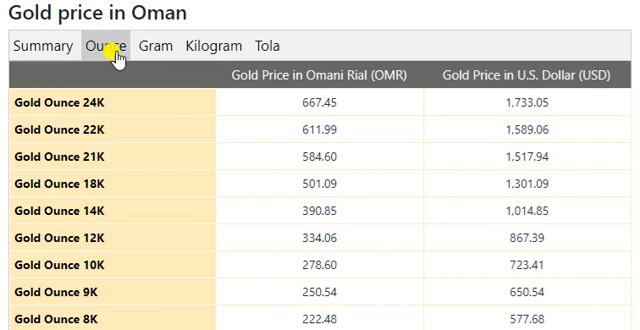 Gold price in Oman
Summary Ounce Gram Kilogram Tola
Gold Price in Omani Rial (OMR) Gold Price in U.S. Dollar (USD)
Gold Ounce 24K 667.45 1,733.05
Gold Ounce 22K 611.99 1,589.06
Gold Ounce 21K 584.60 1,517.94
Gold Ounce 18K 501.09 1,301.09
Gold Ounce 14K 390.85 1,014.85
Gold Ounce 12K 334.06 867.39
Gold Ounce 10K 278.60 723.41
Gold Ounce 9K 250.54 650.54
Gold Ounce 8K 222.48 577.68